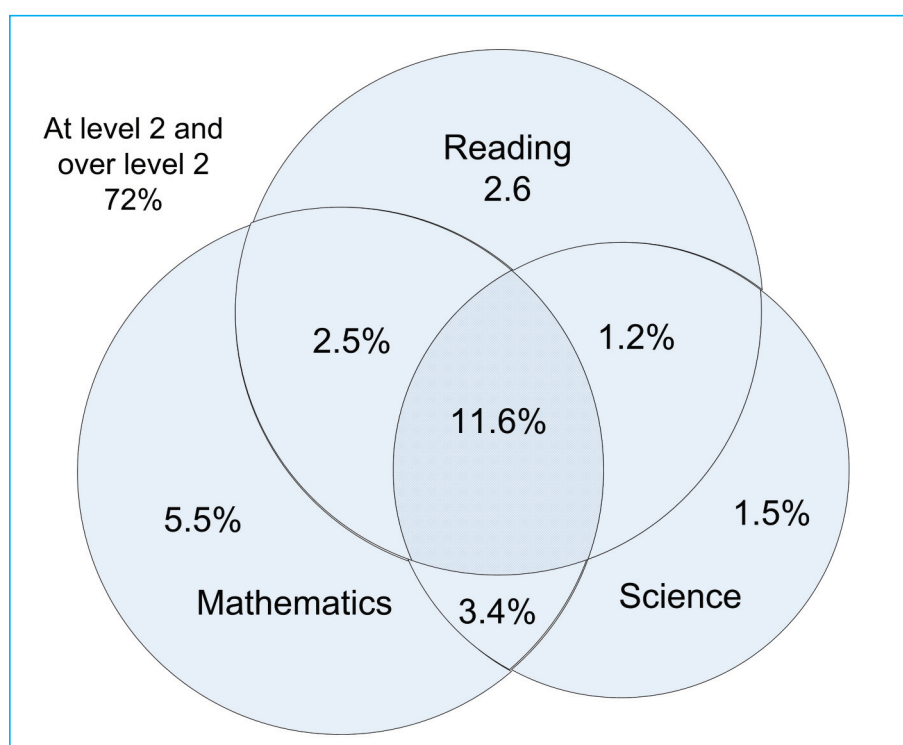 At level 2 and
over level 2
72%
Reading
2.6
2.5%
1.2%
11.6%
5.5%
1.5%
Mathematics
3.4%
Science